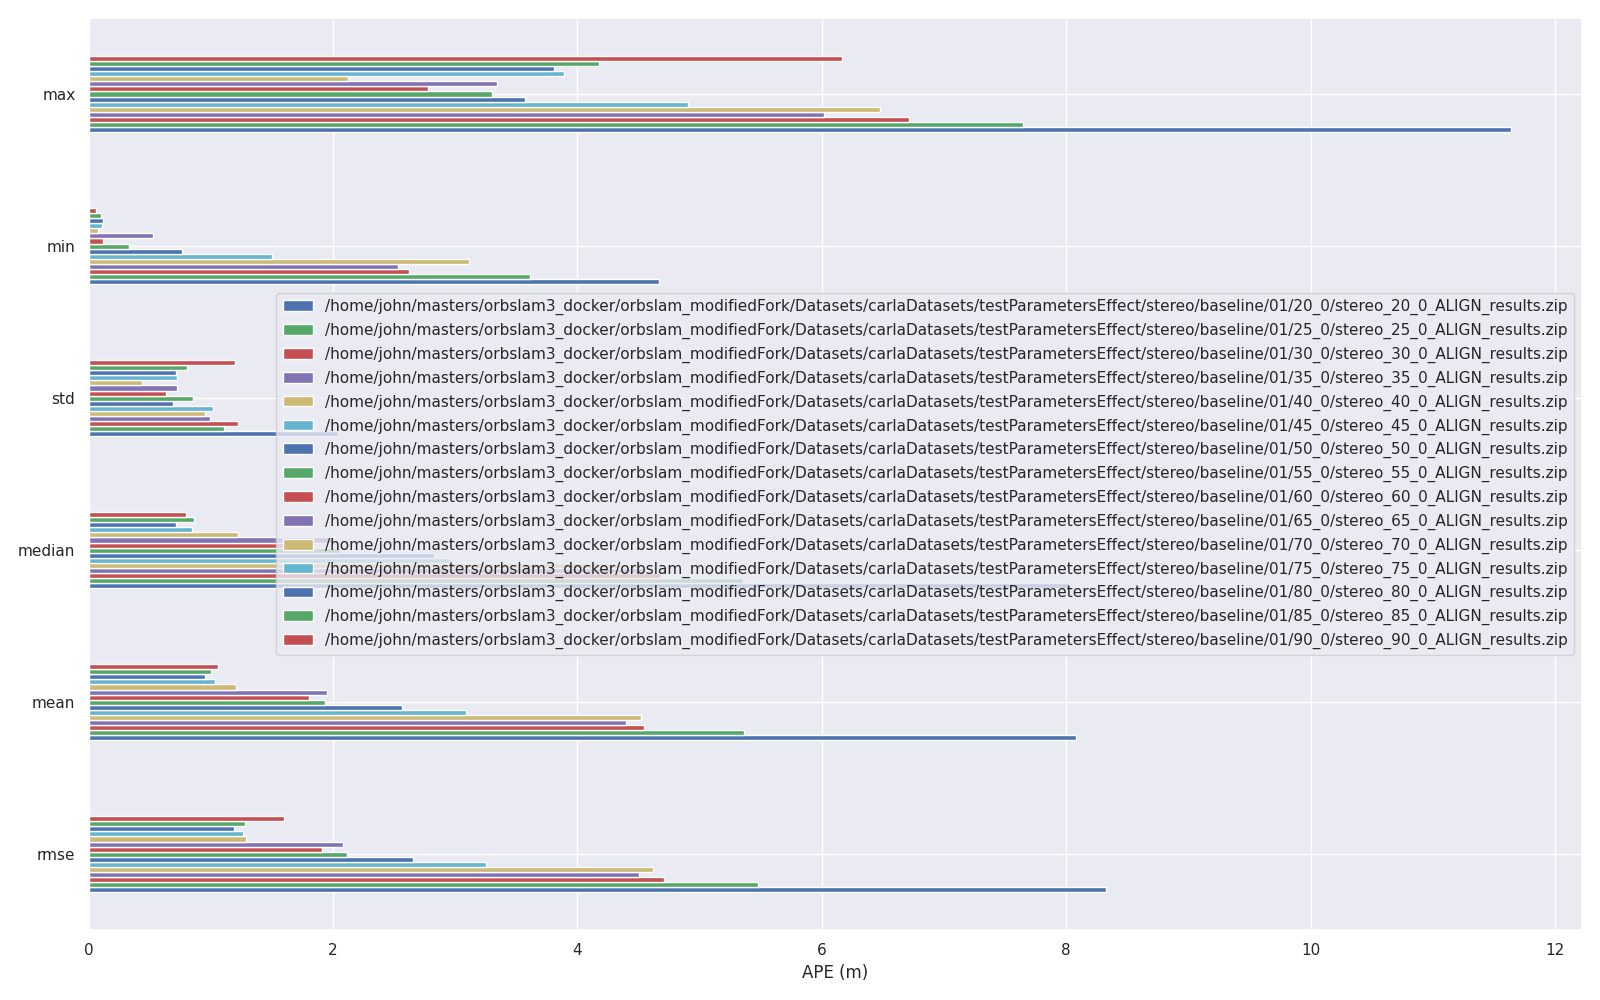 max
min
/home/john/masters/orbslam3_docker/orbslam_modifiedFork/Datasets/carlaDatasets/testParametersEffect/stereo/baseline/01/20_0/stereo_20_0_ALIGN_results.zip
/home/john/masters/orbslam3_docker/orbslam_modifiedFork/Datasets/carlaDatasets/testParametersEffect/stereo/baseline/01/25_0/stereo_25_0_ALIGN_results.zip
/home/john/masters/orbslam3_docker/orbslam_modifiedFork/Datasets/carlaDatasets/testParametersEffect/stereo/baseline/01/30_0/stereo_30_0_ALIGN_results.zip
/home/john/masters/orbslam3_docker/orbslam_modifiedFork/Datasets/carlaDatasets/testParametersEffect/stereo/baseline/01/35_0/stereo_35_0_ALIGN_results.zip
std
/home/john/masters/orbslam3_docker/orbslam_modifiedFork/Datasets/carlaDatasets/testParametersEffect/stereo/baseline/01/40_0/stereo_40_0_ALIGN_results.zip
/home/john/masters/orbslam3_docker/orbslam_modifiedFork/Datasets/carlaDatasets/testParametersEffect/stereo/baseline/01/45_0/stereo_45_0_ALIGN_results.zip
/home/john/masters/orbslam3_docker/orbslam_modifiedFork/Datasets/carlaDatasets/testParametersEffect/stereo/baseline/01/50_0/stereo_50_0_ALIGN_results.zip
/home/john/masters/orbslam3_docker/orbslam_modifiedFork/Datasets/carlaDatasets/testParametersEffect/stereo/baseline/01/55_0/stereo_55_0_ALIGN_results.zip
/home/john/masters/orbslam3_docker/orbslam_modifiedFork/Datasets/carlaDatasets/testParametersEffect/stereo/baseline/01/60_0/stereo_60_0_ALIGN_results.zip
/home/john/masters/orbslam3_docker/orbslam_modifiedFork/Datasets/carlaDatasets/testParametersEffect/stereo/baseline/01/65_0/stereo_65_0_ALIGN_results.zip
/home/john/masters/orbslam3_docker/orbslam_modifiedFork/Datasets/carlaDatasets/testParametersEffect/stereo/baseline/01/70_0/stereo_70_0_ALIGN_results.zip
median
/home/john/masters/orbslam3_docker/orbslam_modifiedFork/Datasets/carlaDatasets/testParametersEffect/stereo/baseline/01/75_0/stereo_75_0_ALIGN_results.zip
/home/john/masters/orbslam3_docker/orbslam_modifiedFork/Datasets/carlaDatasets/testParametersEffect/stereo/baseline/01/80_0/stereo_80_0_ALIGN_results.zip
/home/john/masters/orbslam3_docker/orbslam_modifiedFork/Datasets/carlaDatasets/testParametersEffect/stereo/baseline/01/85_0/stereo_85_0_ALIGN_results.zip
/home/john/masters/orbslam3_docker/orbslam_modifiedFork/Datasets/carlaDatasets/testParametersEffect/stereo/baseline/01/90_0/stereo_90_0_ALIGN_results.zip
mean
rmse
0 2 4 6 8 10 12
APE (m)